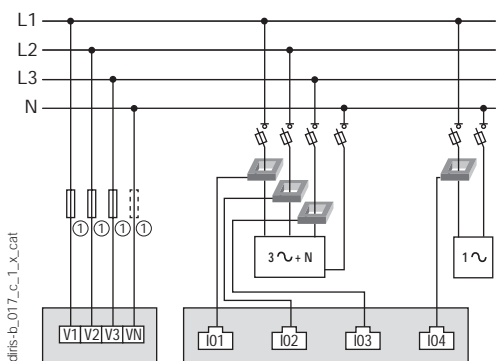 L1
L2
L3
N
① ① ① ①
3∿+N
1∿
V1 V2 V3 VN
I01 I02 I03 I04
diris-b_017_c_1_x_cat